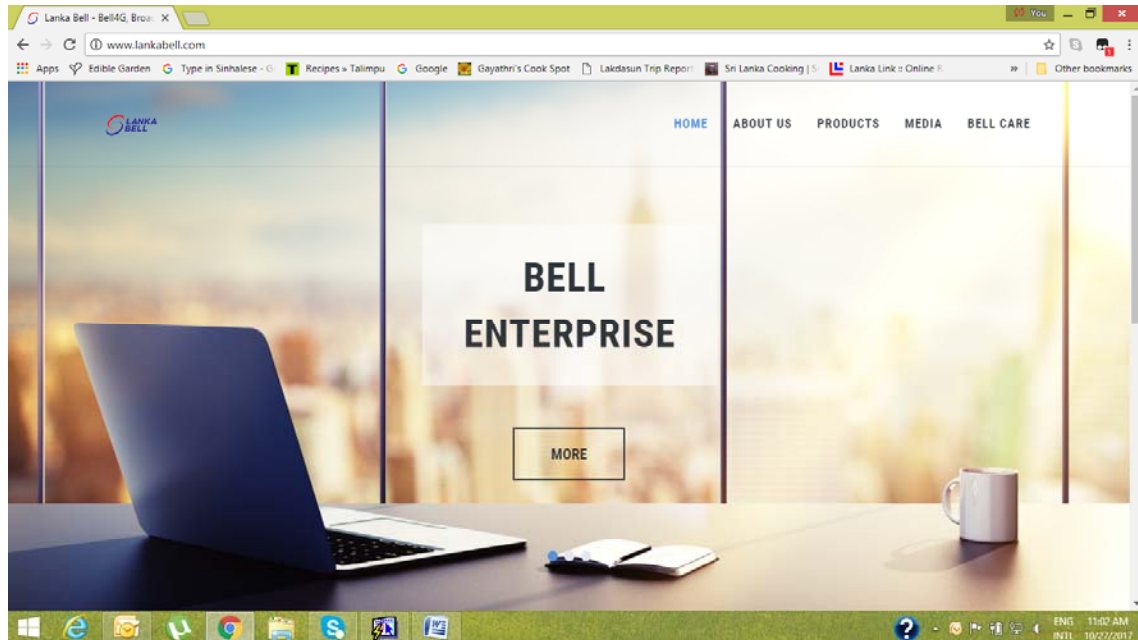 Lanka Bell - Bell4G, Broa
You
www.lankabell.com
Apps Edible Garden Type in Sinhalese - G Recipes » Talimpu Google Gayathri's Cook Spot Lakdasun Trip Report Sri Lanka Cooking | S Lanka Link :: Online R » Other bookmarks
LANKA
BELL
HOME ABOUT US PRODUCTS MEDIA BELL CARE
BELL
ENTERPRISE
MORE
ENG 11:02 AM
INTL 10/27/201